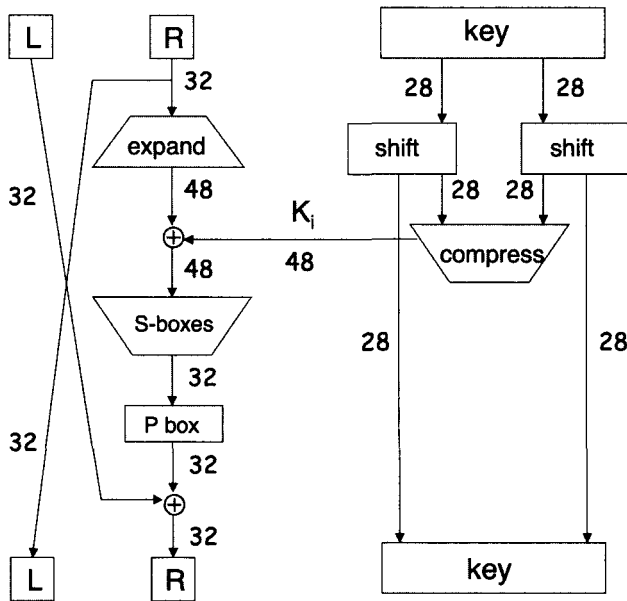 L R key
32 28 28
expand shift shift
48 28 28
32
K_i
48
compress
48
S-boxes
28 28
32
P box
32
32
32
L R key